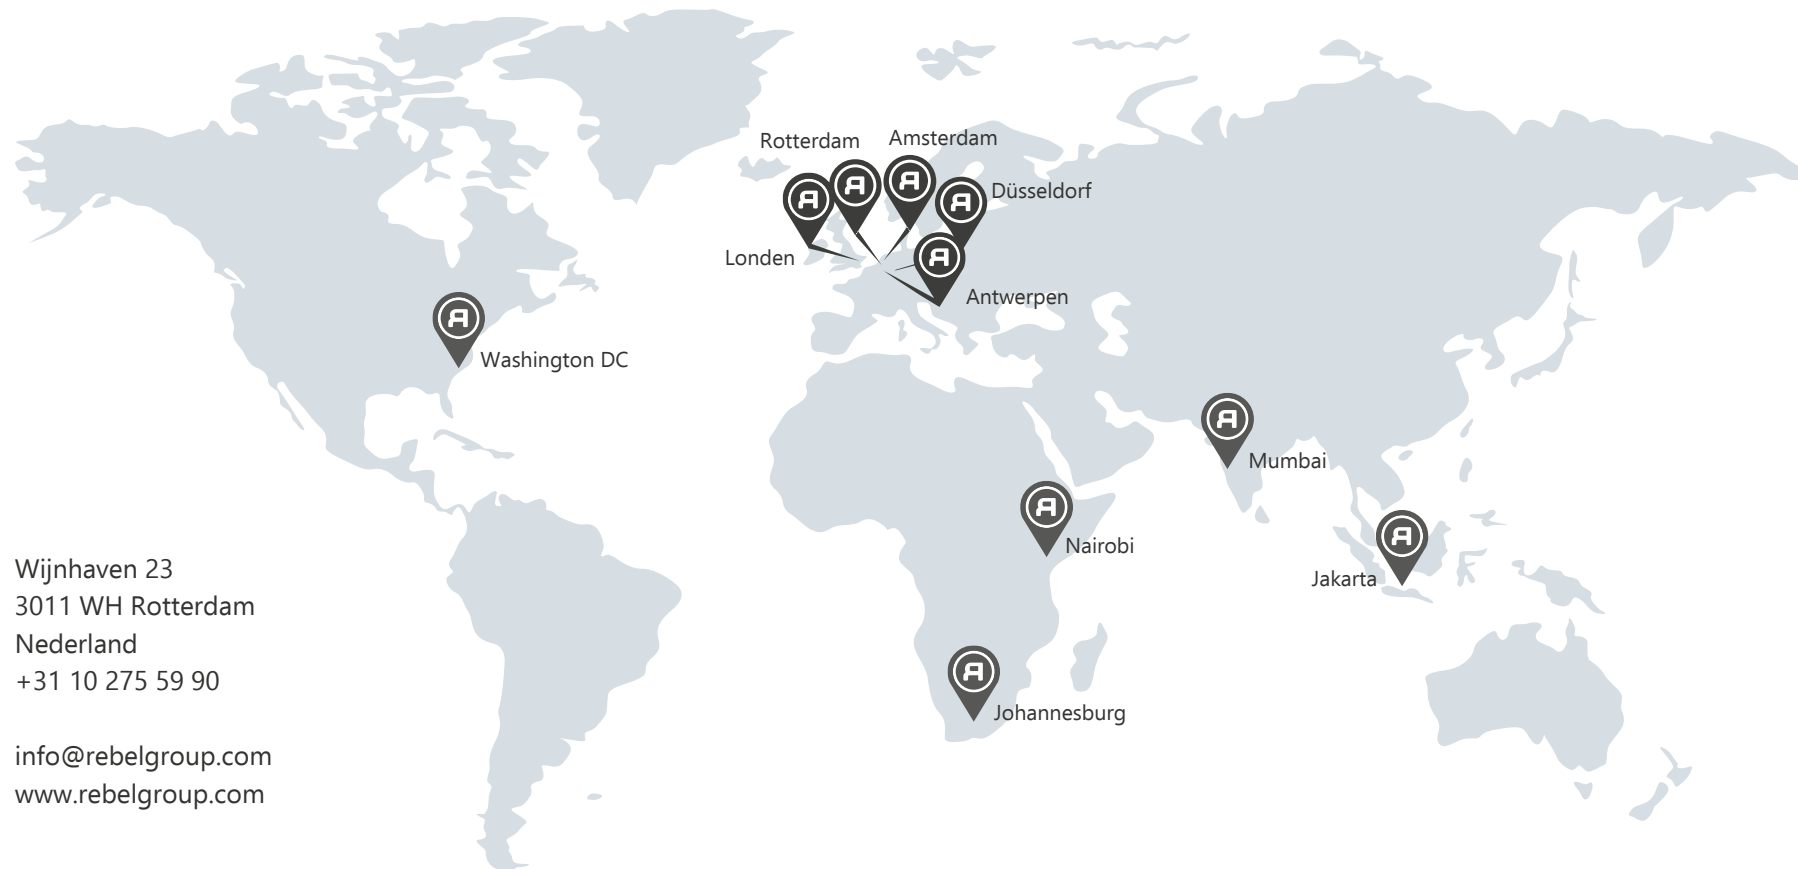 Rotterdam
Amsterdam
Düsseldorf
Londen
Antwerpen
Washington DC
Mumbai
Nairobi
Jakarta
Johannesburg
Wijnhaven 23
3011 WH Rotterdam
Nederland
+31 10 275 59 90
info@rebelgroup.com
www.rebelgroup.com